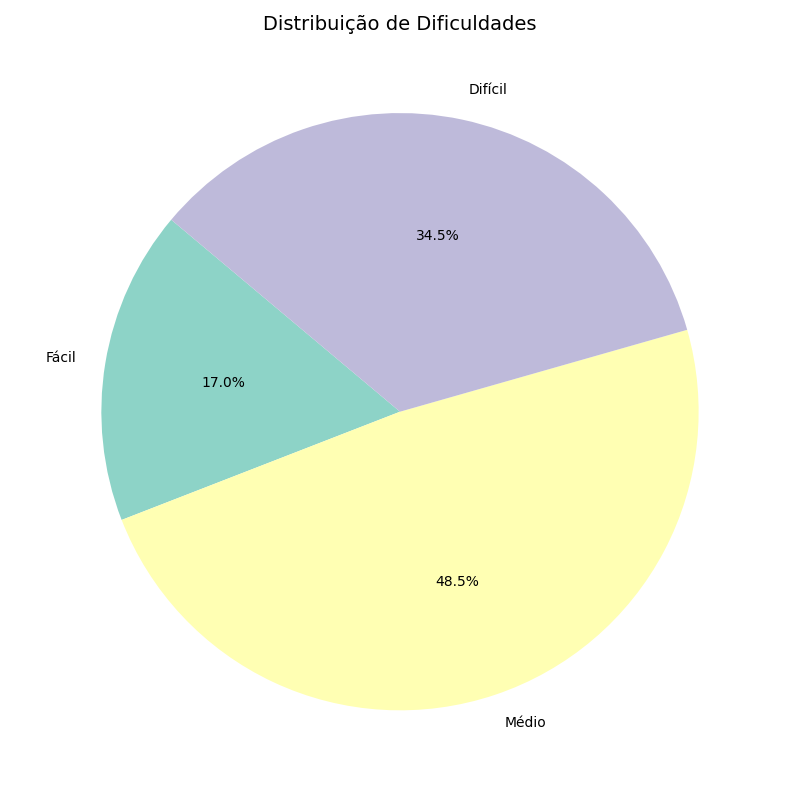 Distribuição de Dificuldades
Difícil
34.5%
Fácil
17.0%
48.5%
Médio